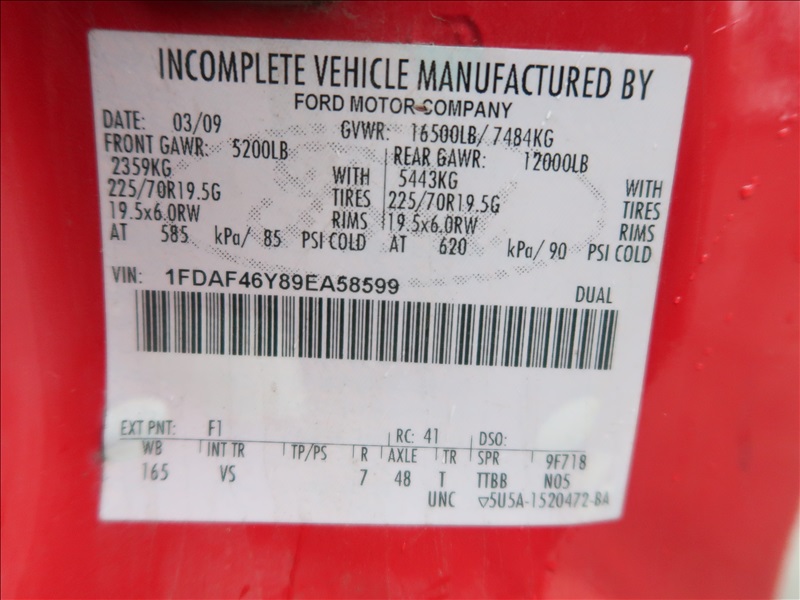 INCOMPLETE VEHICLE MANUFACTURED BY
FORD MOTOR COMPANY
DATE: 03/09 GVWR: 16500LB/ 7484KG
FRONT GAWR: 5200LB REAR GAWR: 12000LB
2359KG WITH 5443KG WITH
225/70R19.5G TIRES 225/70R19.5G TIRES
19.5x6.0RW RIMS 19.5x6.0RW RIMS
AT 585 kPa/ 85 PSI COLD AT 620 kPa/ 90 PSI COLD
VIN: 1FDAF46Y89EA58599 DUAL
EXT PNT: F1 RC: 41 DSO:
WB INT TR TP/PS R AXLE TR SPR 9F718
165 VS 7 48 T TTBB N05
UNC ▽5U5A-1520472-BA